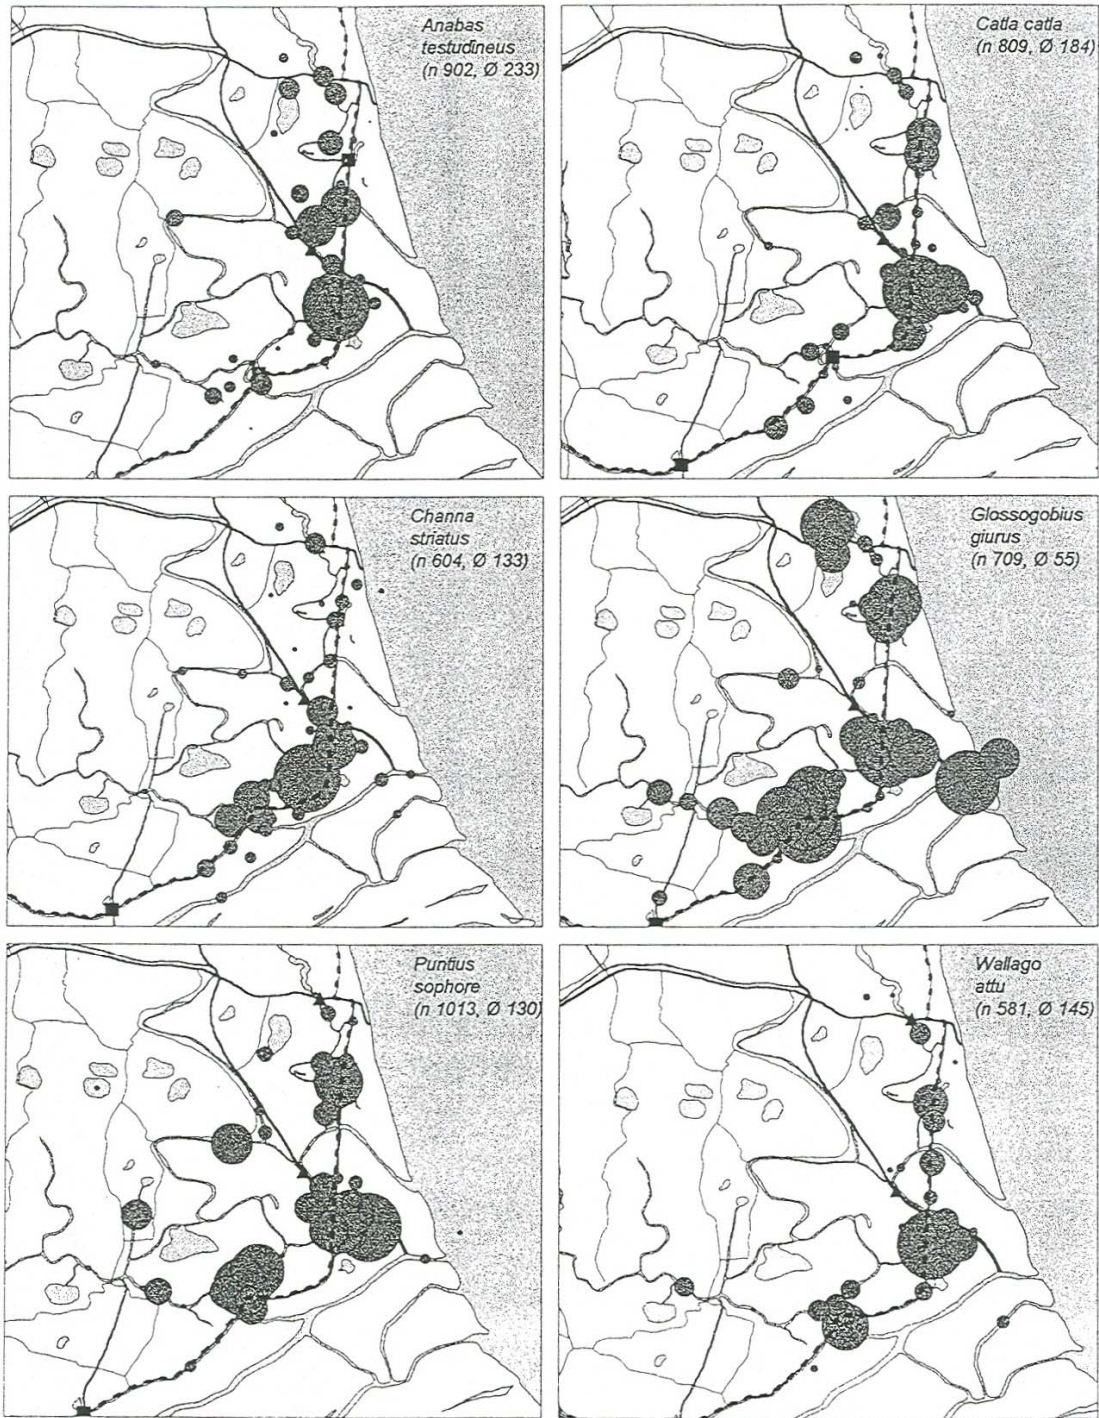 Anabas
testudineus
(n 902, Ø 233)
Catla catla
(n 809, Ø 184)
Channa
striatus
(n 604, Ø 133)
Glossogobius
giurus
(n 709, Ø 55)
Puntius
sophore
(n 1013, Ø 130)
Wallago
attu
(n 581, Ø 145)